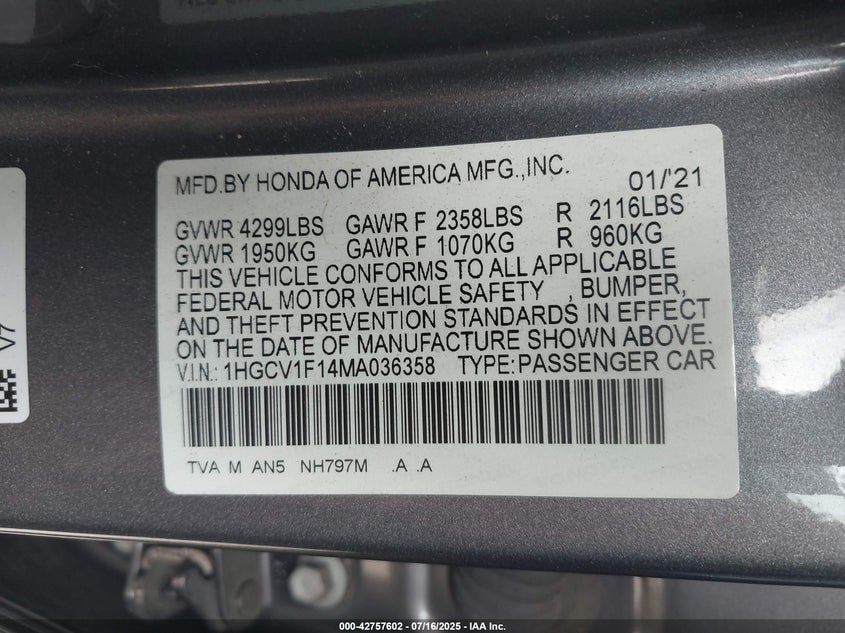 MFD.BY HONDA OF AMERICA MFG.,INC. 01/'21
GVWR 4299LBS GAWR F 2358LBS R 2116LBS
GVWR 1950KG GAWR F 1070KG R 960KG
THIS VEHICLE CONFORMS TO ALL APPLICABLE
FEDERAL MOTOR VEHICLE SAFETY , BUMPER,
AND THEFT PREVENTION STANDARDS IN EFFECT
ON THE DATE OF MANUFACTURE SHOWN ABOVE.
V.I.N.: 1HGCV1F14MA036358 TYPE:PASSENGER CAR
TVA M AN5 NH797M .A .A
V7
000-42757602 - 07/16/2025 - IAA Inc.